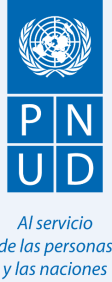 P N
U D
Al servicio
de las personas
y las naciones